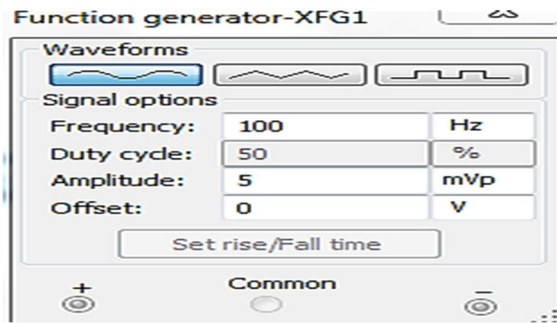 Function generator-XFG1
Waveforms
Signal options
Frequency: 100 Hz
Duty cycle: 50 %
Amplitude: 5 mVp
Offset: 0 V
Set rise/Fall time
+ Common −